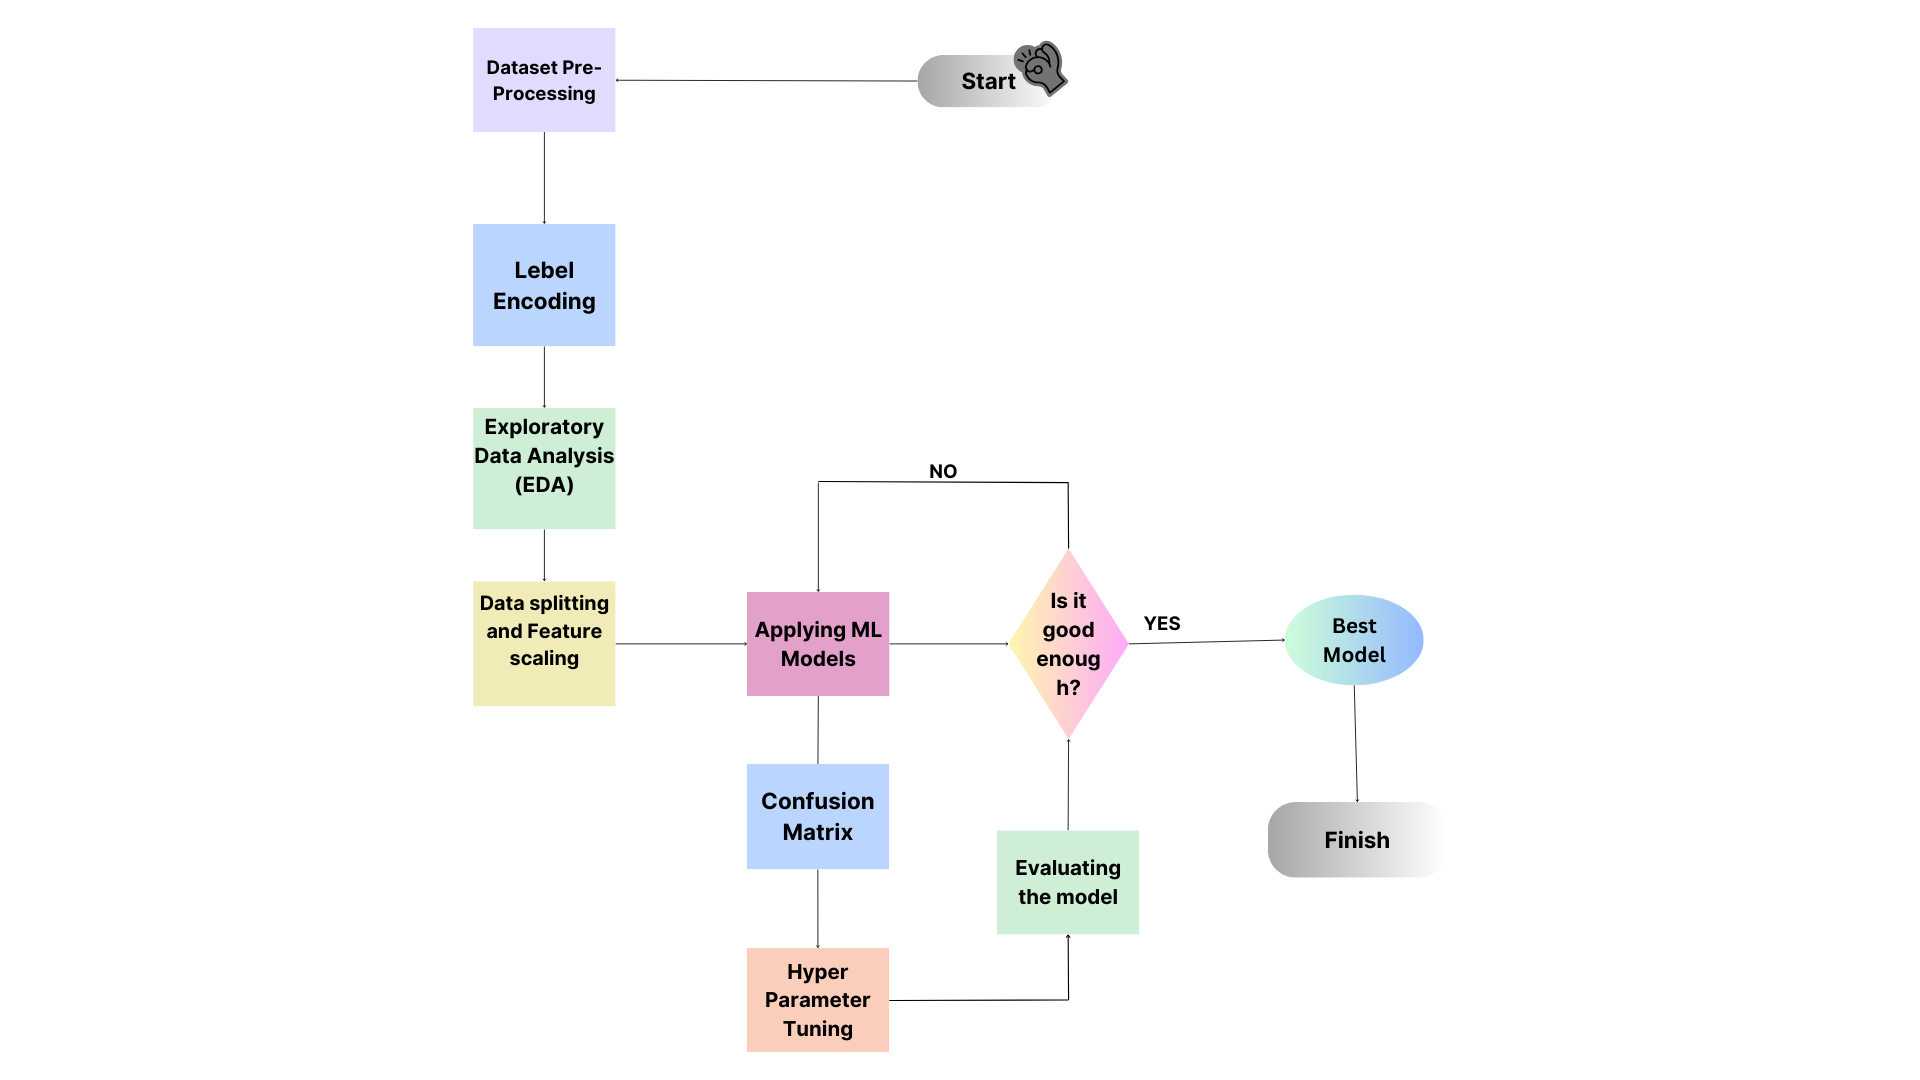 Start
Dataset Pre-
Processing
Lebel
Encoding
Exploratory
Data Analysis
(EDA)
Data splitting
and Feature
scaling
Applying ML
Models
NO
Is it
good
enoug
h?
YES
Best
Model
Confusion
Matrix
Hyper
Parameter
Tuning
Evaluating
the model
Finish